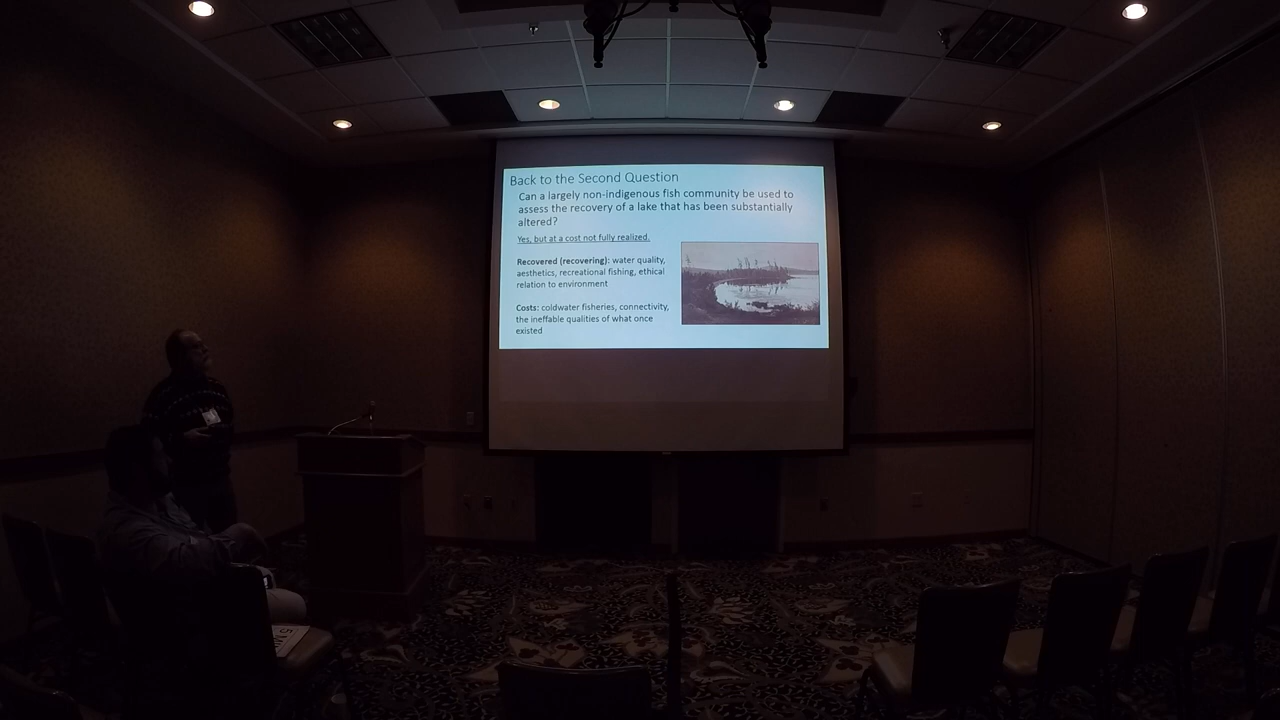 Back to the Second Question
Can a largely non-indigenous fish community be used to
assess the recovery of a lake that has been substantially
altered?
Yes, but at a cost not fully realized.
Recovered (recovering): water quality,
aesthetics, recreational fishing, ethical
relation to environment
Costs: coldwater fisheries, connectivity,
the ineffable qualities of what once
existed